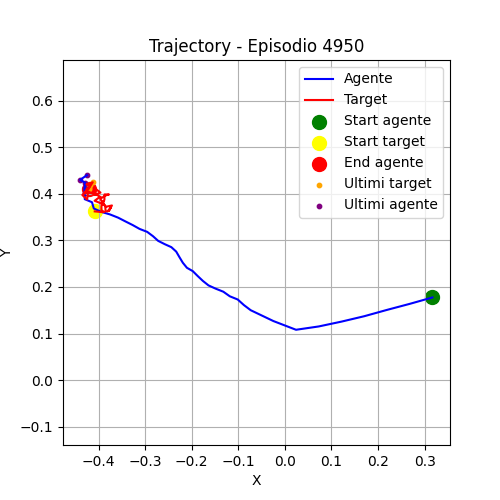 Trajectory - Episodio 4950
Agente
Target
Start agente
Start target
End agente
Ultimi target
Ultimi agente
Y
0.6
0.5
0.4
0.3
0.2
0.1
0.0
−0.1
−0.4
−0.3
−0.2
−0.1
0.0
0.1
0.2
0.3
X